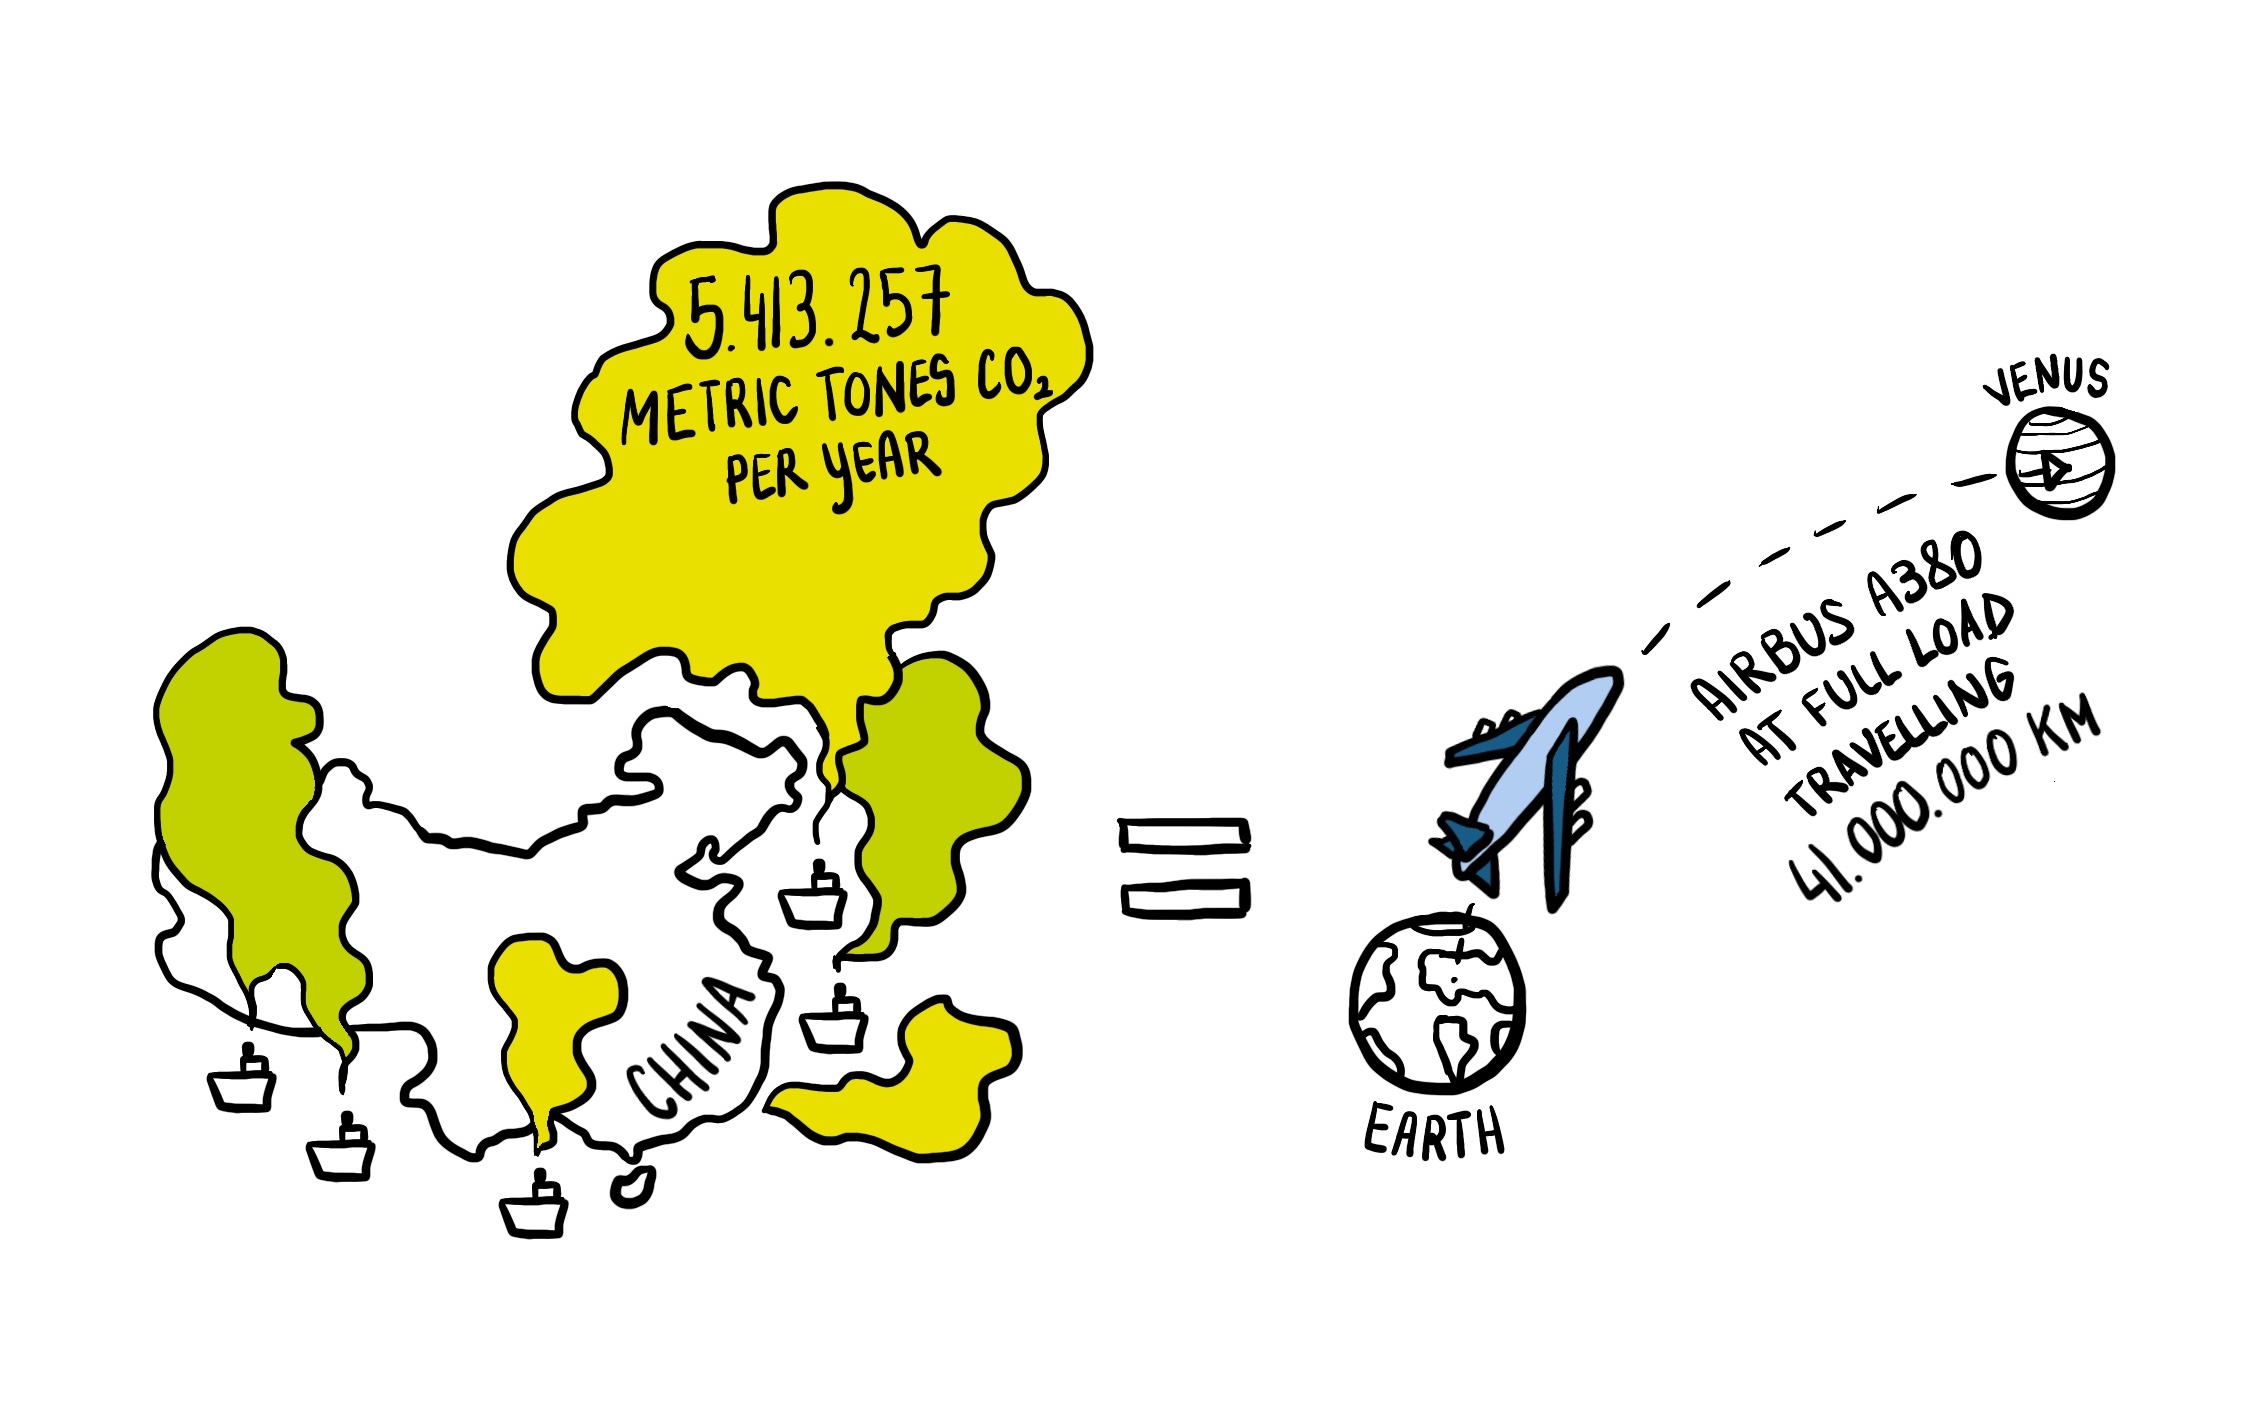 5.413.257
METRIC TONES CO₂
PER YEAR
CHINA
VENUS
AIRBUS A380
AT FULL LOAD
TRAVELLING
41.000.000 KM
EARTH